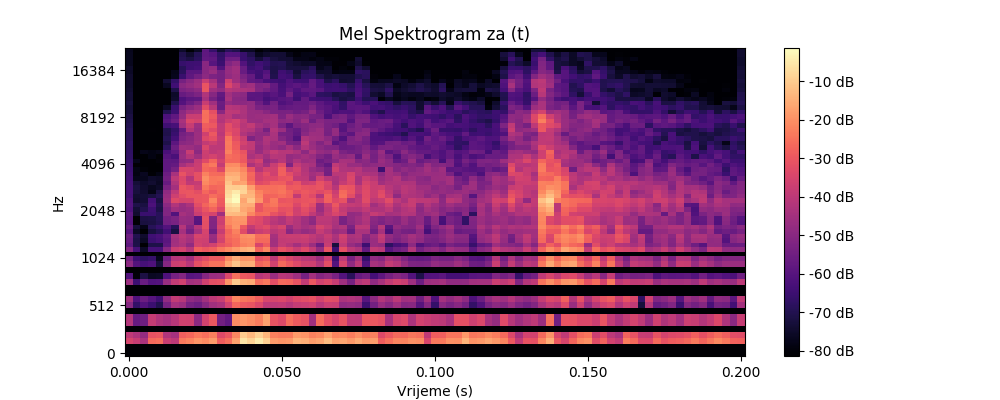 Mel Spektrogram za (t)
16384
8192
4096
2048
1024
512
0
Hz
0.000 0.050 0.100 0.150 0.200
Vrijeme (s)
-10 dB
-20 dB
-30 dB
-40 dB
-50 dB
-60 dB
-70 dB
-80 dB